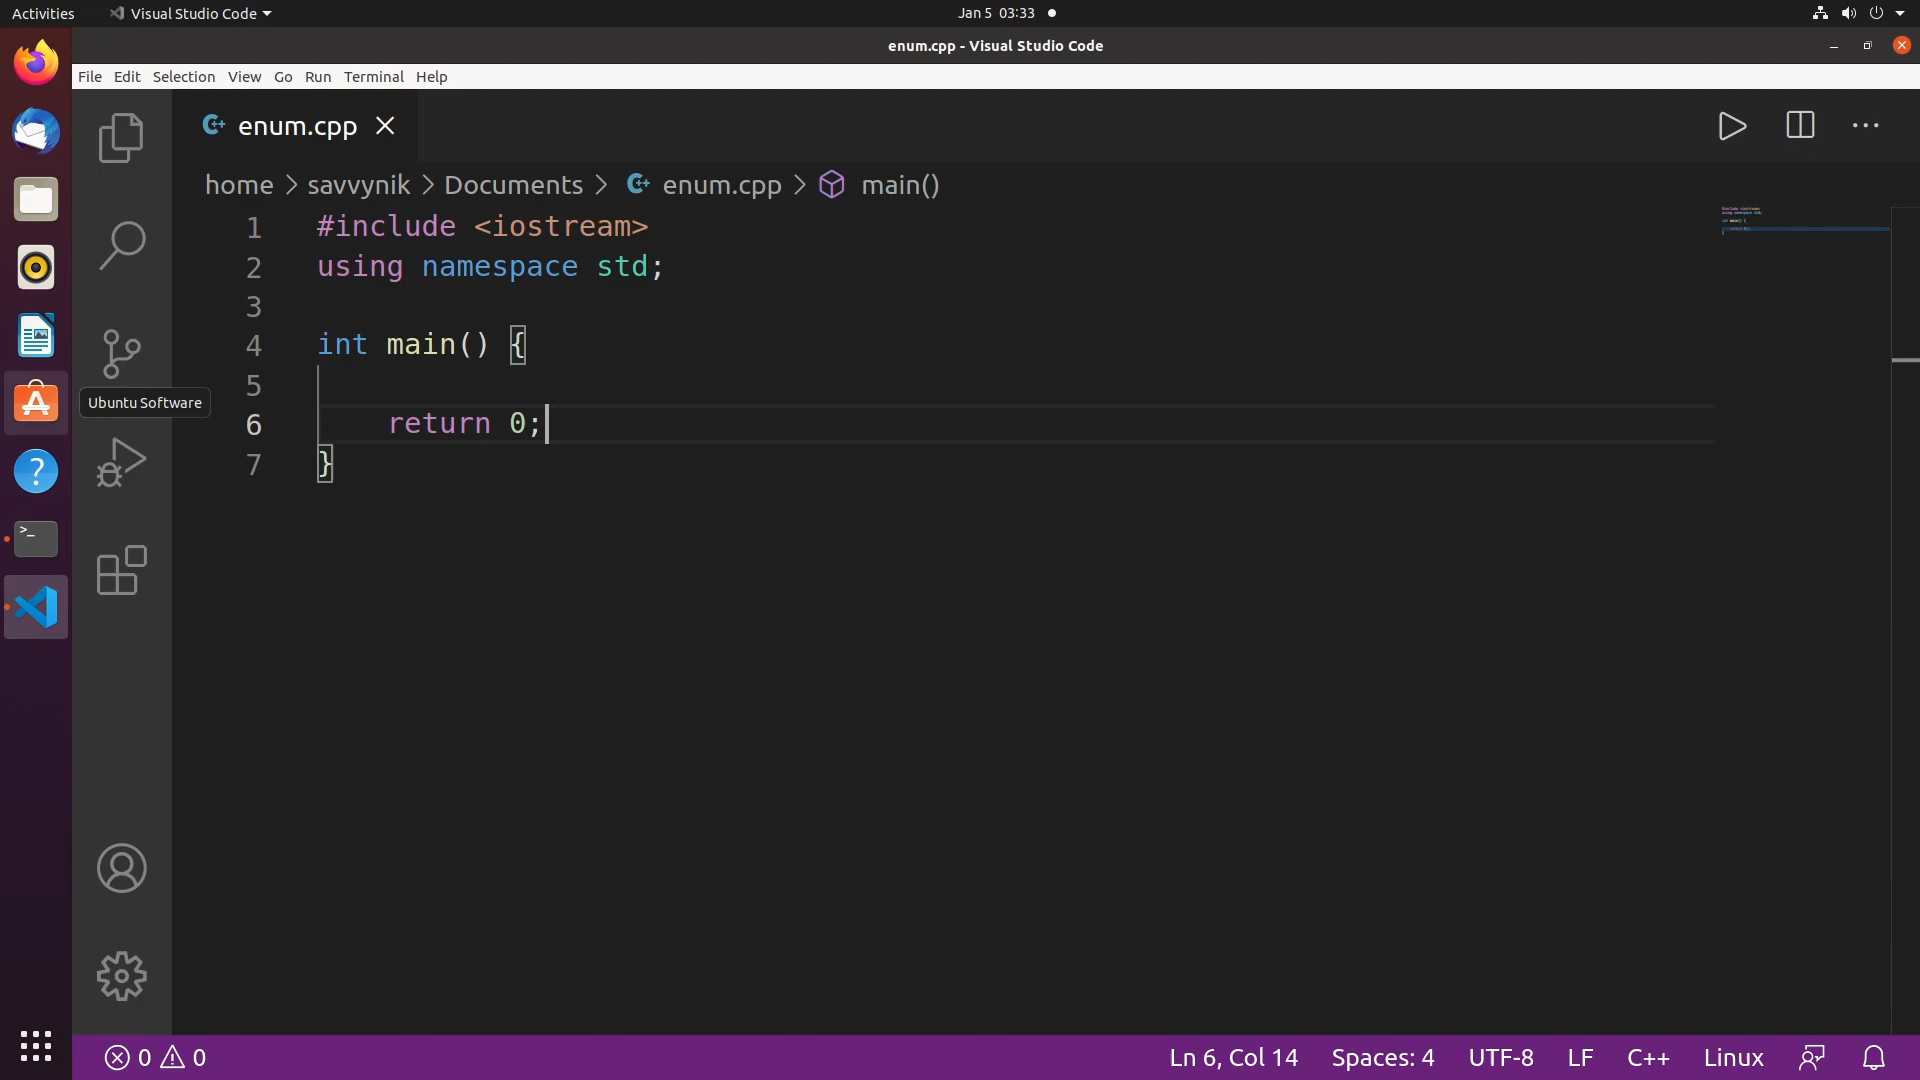 Activities Visual Studio Code Jan 5 03:33
enum.cpp - Visual Studio Code
File Edit Selection View Go Run Terminal Help
enum.cpp
home > savvynik > Documents > enum.cpp > main()
1 #include <iostream>
2 using namespace std;
3
4 int main() {
5
Ubuntu Software
6 return 0;
7 }
0 0 Ln 6, Col 14 Spaces: 4 UTF-8 LF C++ Linux